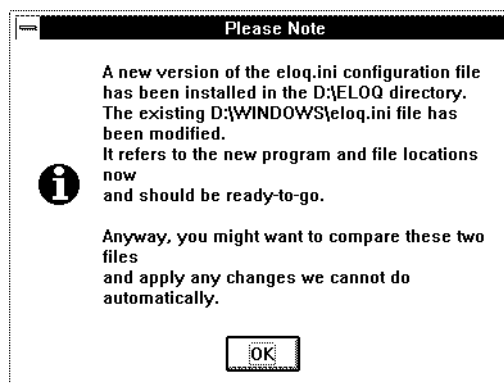 Please Note
A new version of the eloq.ini configuration file
has been installed in the D:\ELOQ directory.
The existing D:\WINDOWS\eloq.ini file has
been modified.
It refers to the new program and file locations
now
and should be ready-to-go.
Anyway, you might want to compare these two
files
and apply any changes we cannot do
automatically.
OK